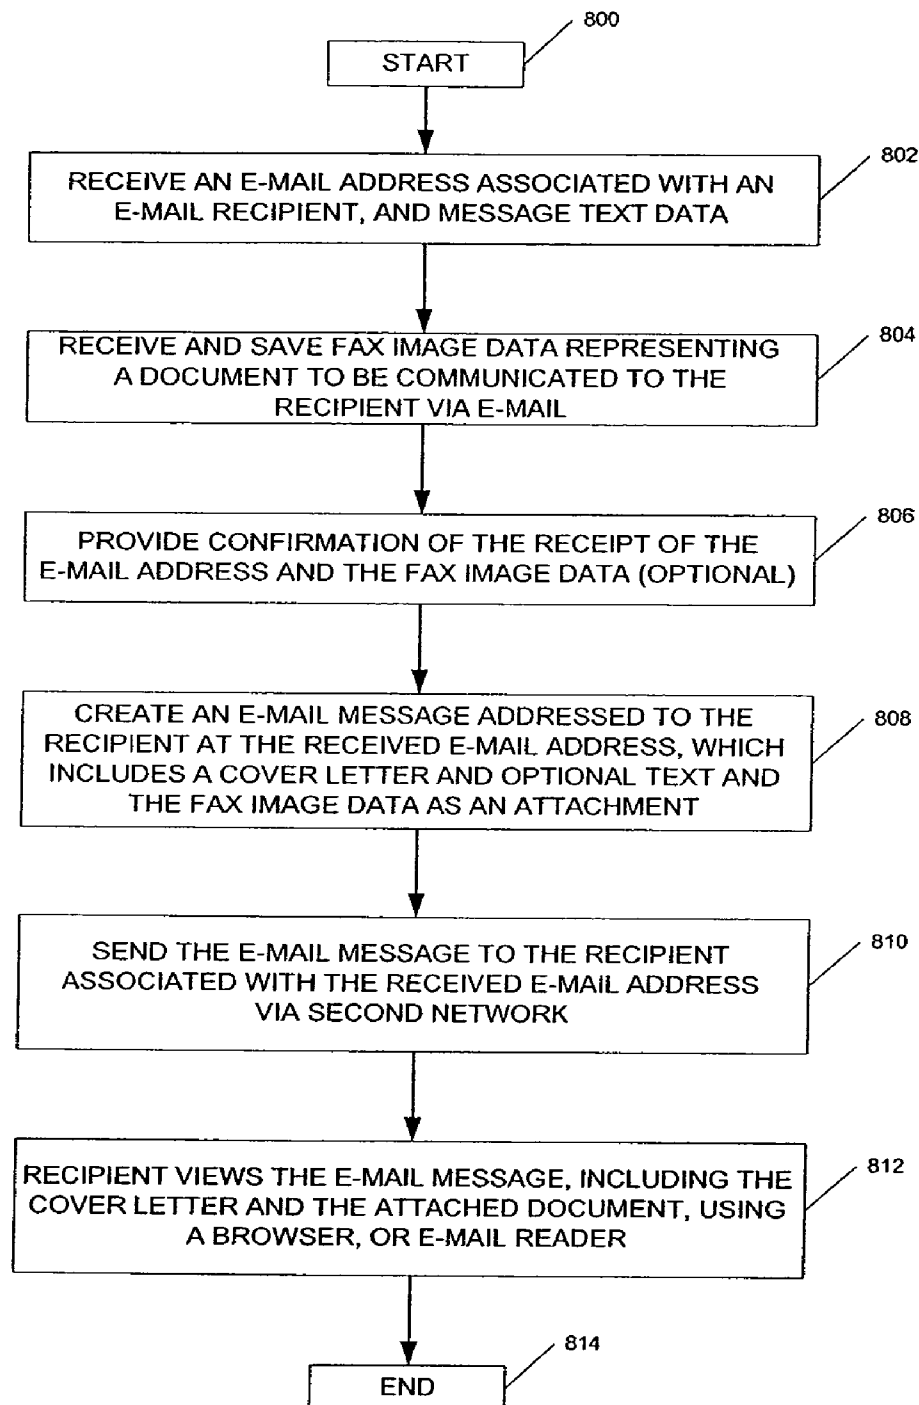 800
START
802
RECEIVE AN E-MAIL ADDRESS ASSOCIATED WITH AN
E-MAIL RECIPIENT, AND MESSAGE TEXT DATA
804
RECEIVE AND SAVE FAX IMAGE DATA REPRESENTING
A DOCUMENT TO BE COMMUNICATED TO THE
RECIPIENT VIA E-MAIL
806
PROVIDE CONFIRMATION OF THE RECEIPT OF THE
E-MAIL ADDRESS AND THE FAX IMAGE DATA (OPTIONAL)
808
CREATE AN E-MAIL MESSAGE ADDRESSED TO THE
RECIPIENT AT THE RECEIVED E-MAIL ADDRESS, WHICH
INCLUDES A COVER LETTER AND OPTIONAL TEXT AND
THE FAX IMAGE DATA AS AN ATTACHMENT
810
SEND THE E-MAIL MESSAGE TO THE RECIPIENT
ASSOCIATED WITH THE RECEIVED E-MAIL ADDRESS
VIA SECOND NETWORK
812
RECIPIENT VIEWS THE E-MAIL MESSAGE, INCLUDING THE
COVER LETTER AND THE ATTACHED DOCUMENT, USING
A BROWSER, OR E-MAIL READER
814
END